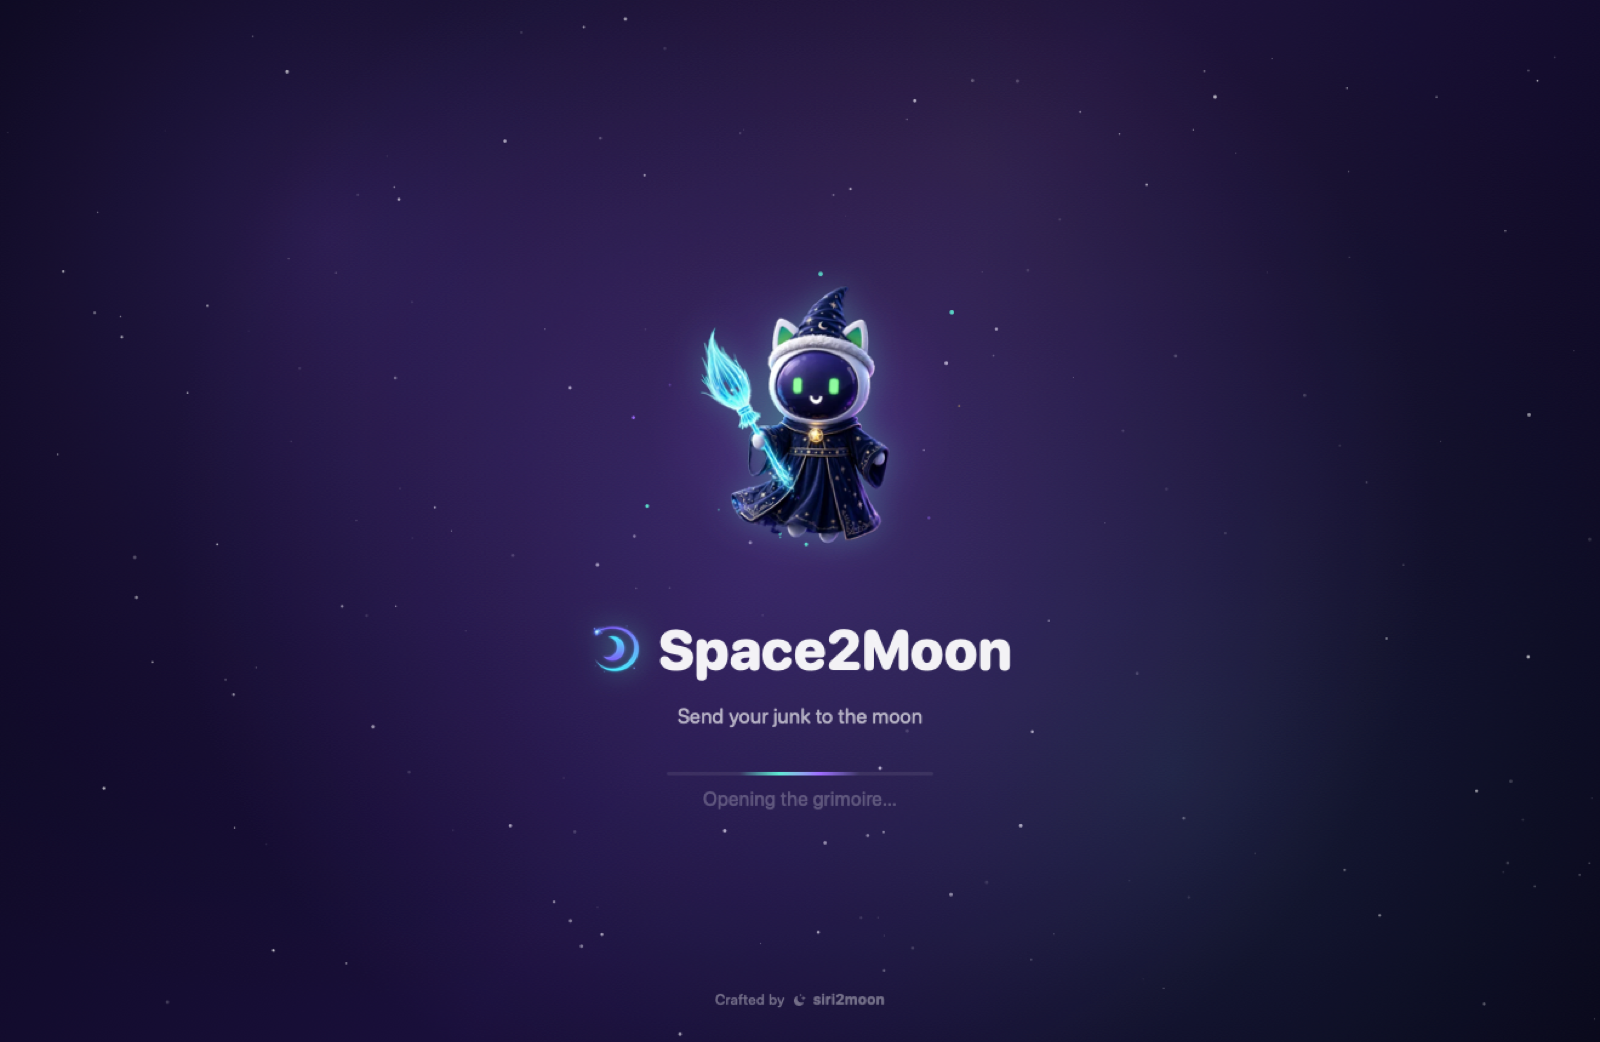 Space2Moon
Send your junk to the moon
Opening the grimoire...
Crafted by siri2moon